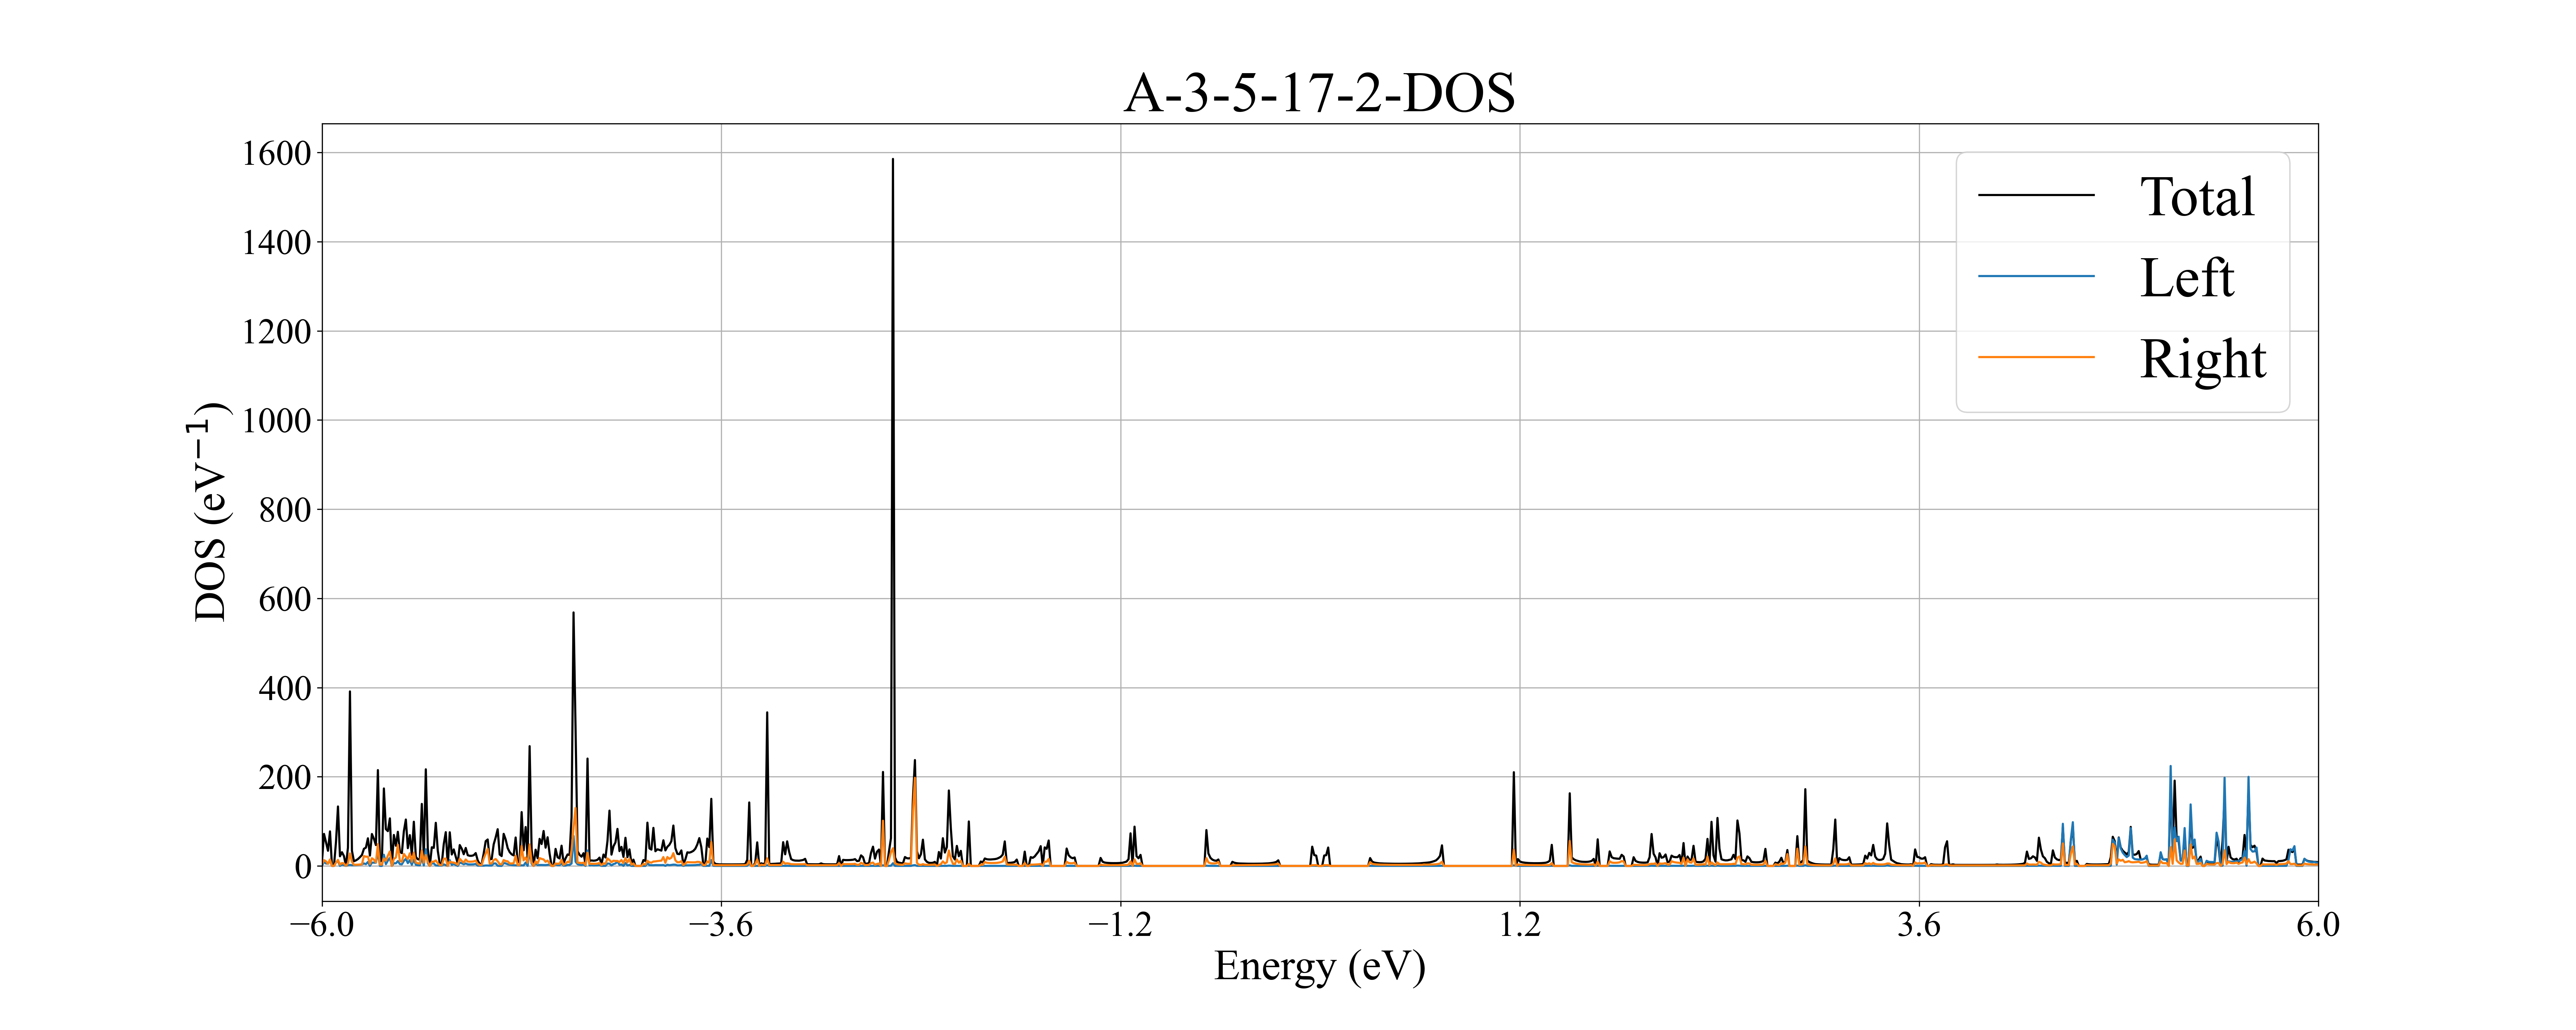 A-3-5-17-2-DOS
1600
1400
1200
1000
800
600
400
200
0
DOS (eV⁻¹)
Total
Left
Right
−6.0
−3.6
−1.2
1.2
3.6
6.0
Energy (eV)